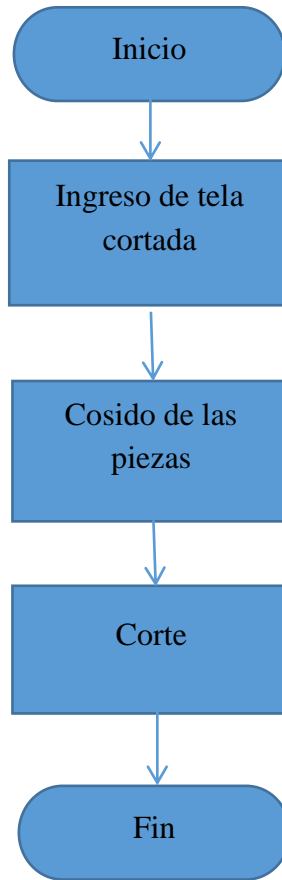 Inicio
Ingreso de tela
cortada
Cosido de las
piezas
Corte
Fin